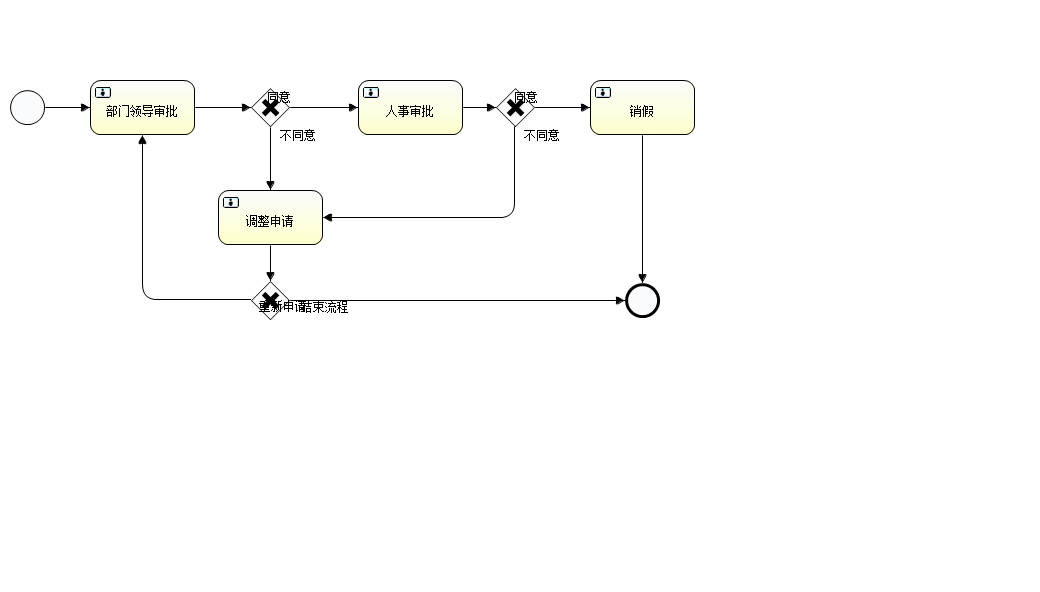 同意
同意
部门领导审批
人事审批
销假
不同意
不同意
调整申请
重新申请
结束流程